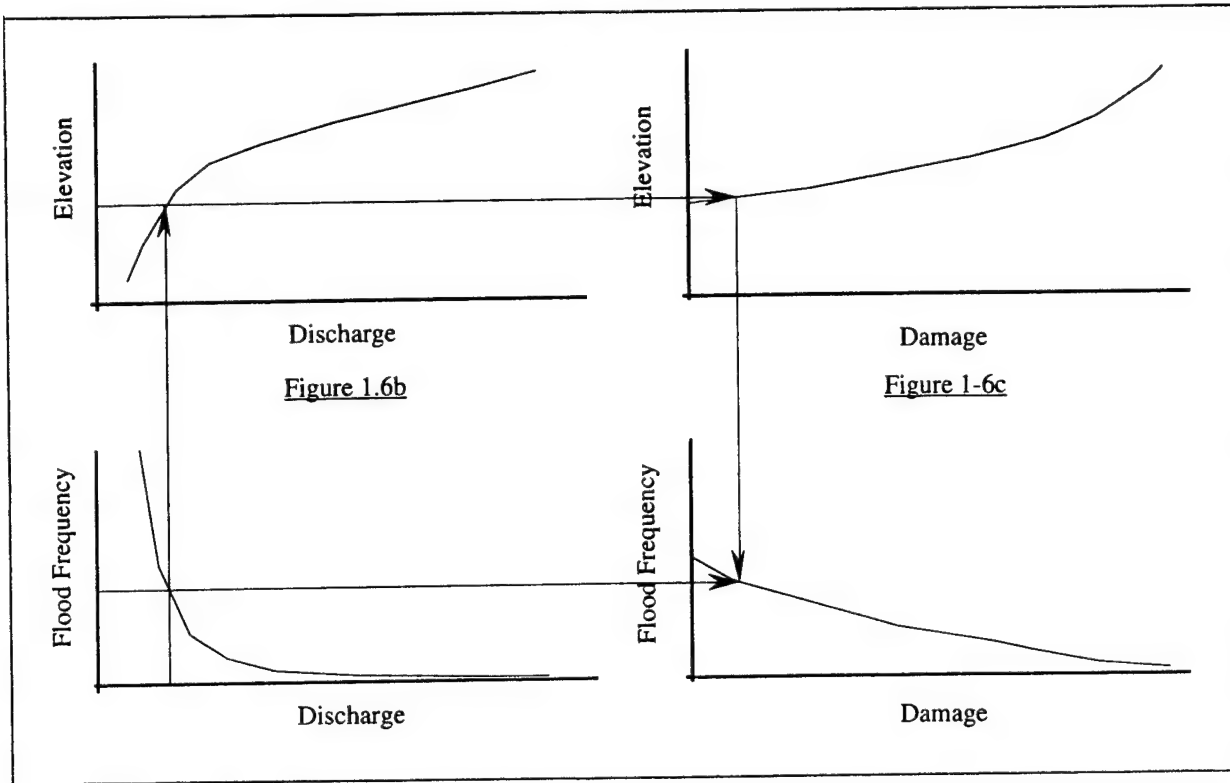 Elevation
Discharge
Figure 1.6b
Elevation
Damage
Figure 1-6c
Flood Frequency
Discharge
Flood Frequency
Damage